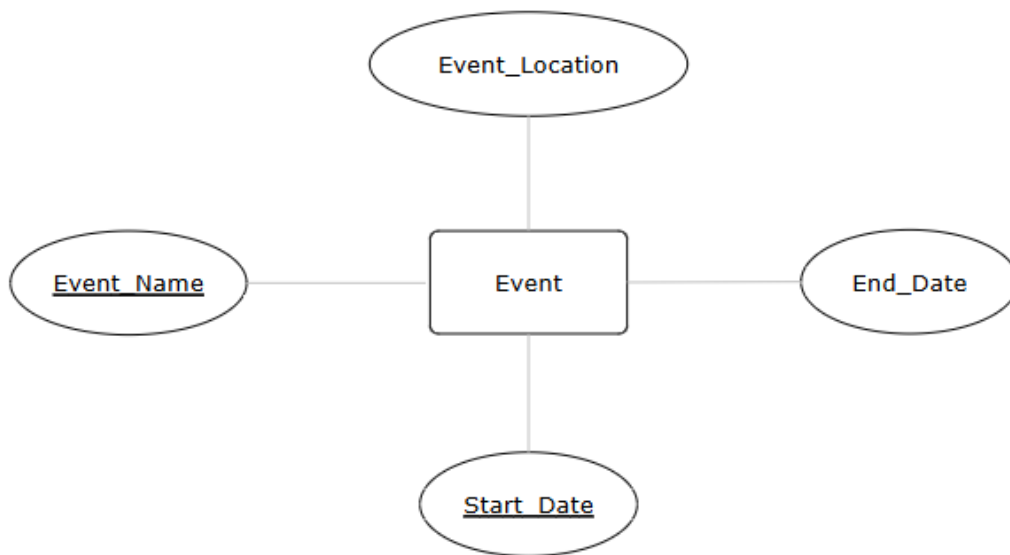 Event_Location
Event_Name
Event
End_Date
Start_Date